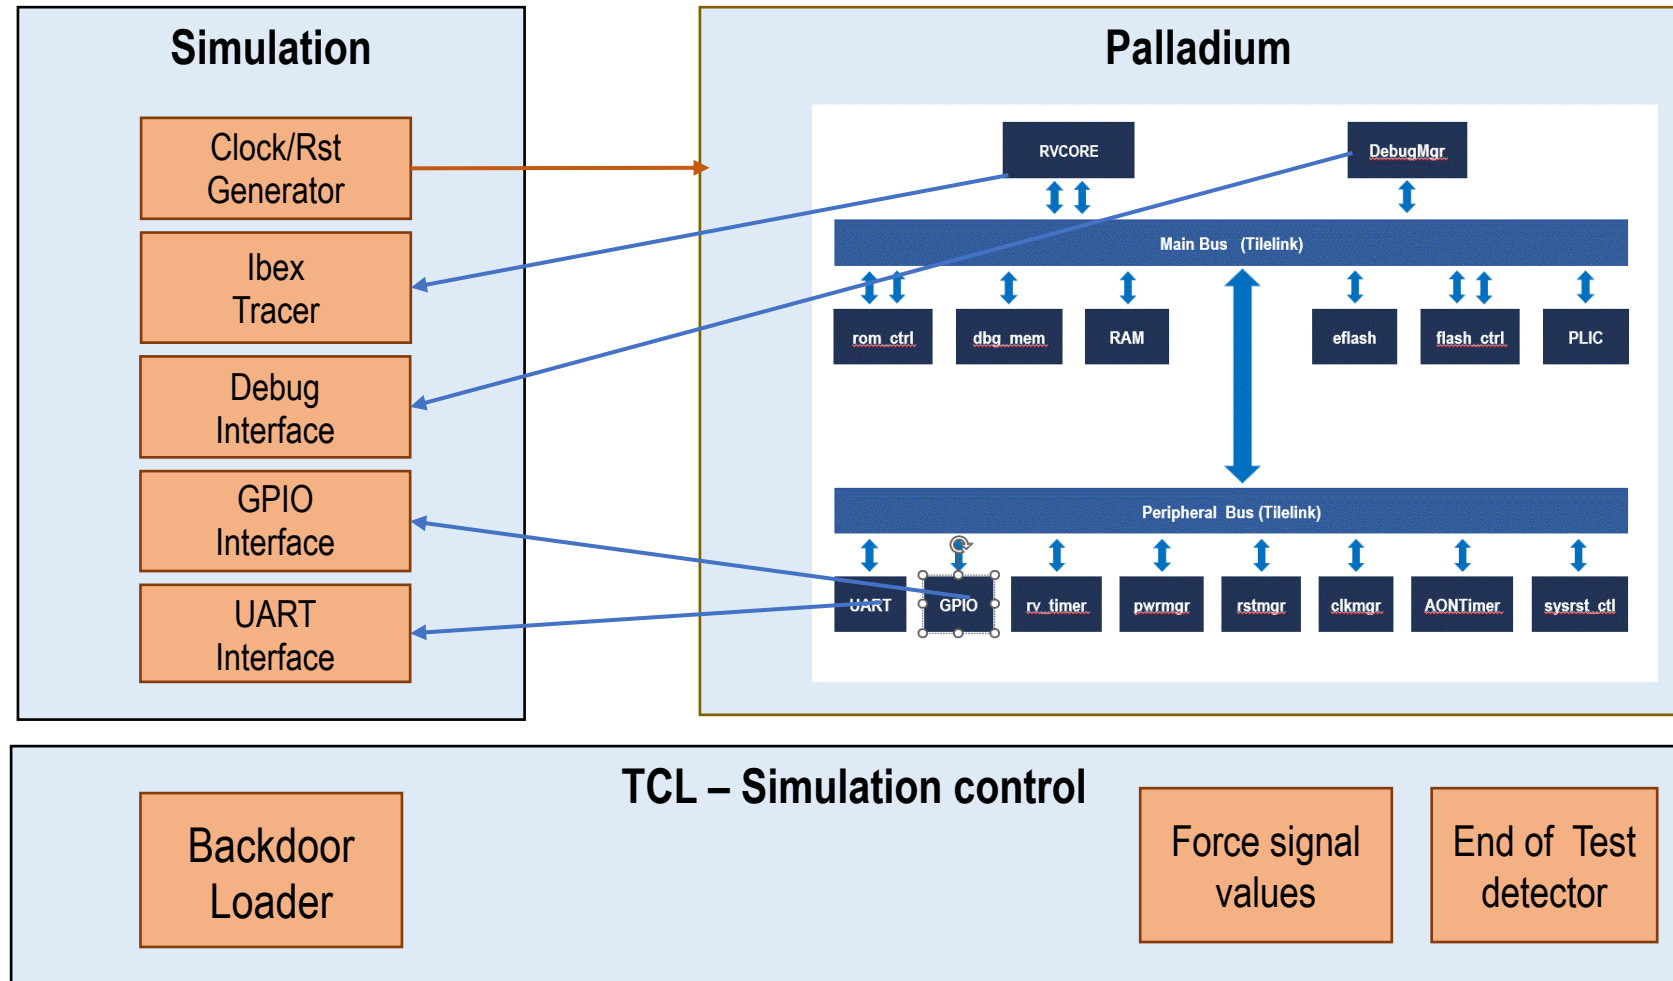 Simulation
Clock/Rst
Generator
Ibex
Tracer
Debug
Interface
GPIO
Interface
UART
Interface
Palladium
RVCORE
DebugMgr
Main Bus (Tilelink)
rom_ctrl
dbg_mem
RAM
eflash
flash_ctrl
PLIC
Peripheral Bus (Tilelink)
UART
GPIO
rv_timer
pwrmgr
rstmgr
clkmgr
AONTimer
sysrst_ctl
TCL – Simulation control
Backdoor
Loader
Force signal
values
End of Test
detector